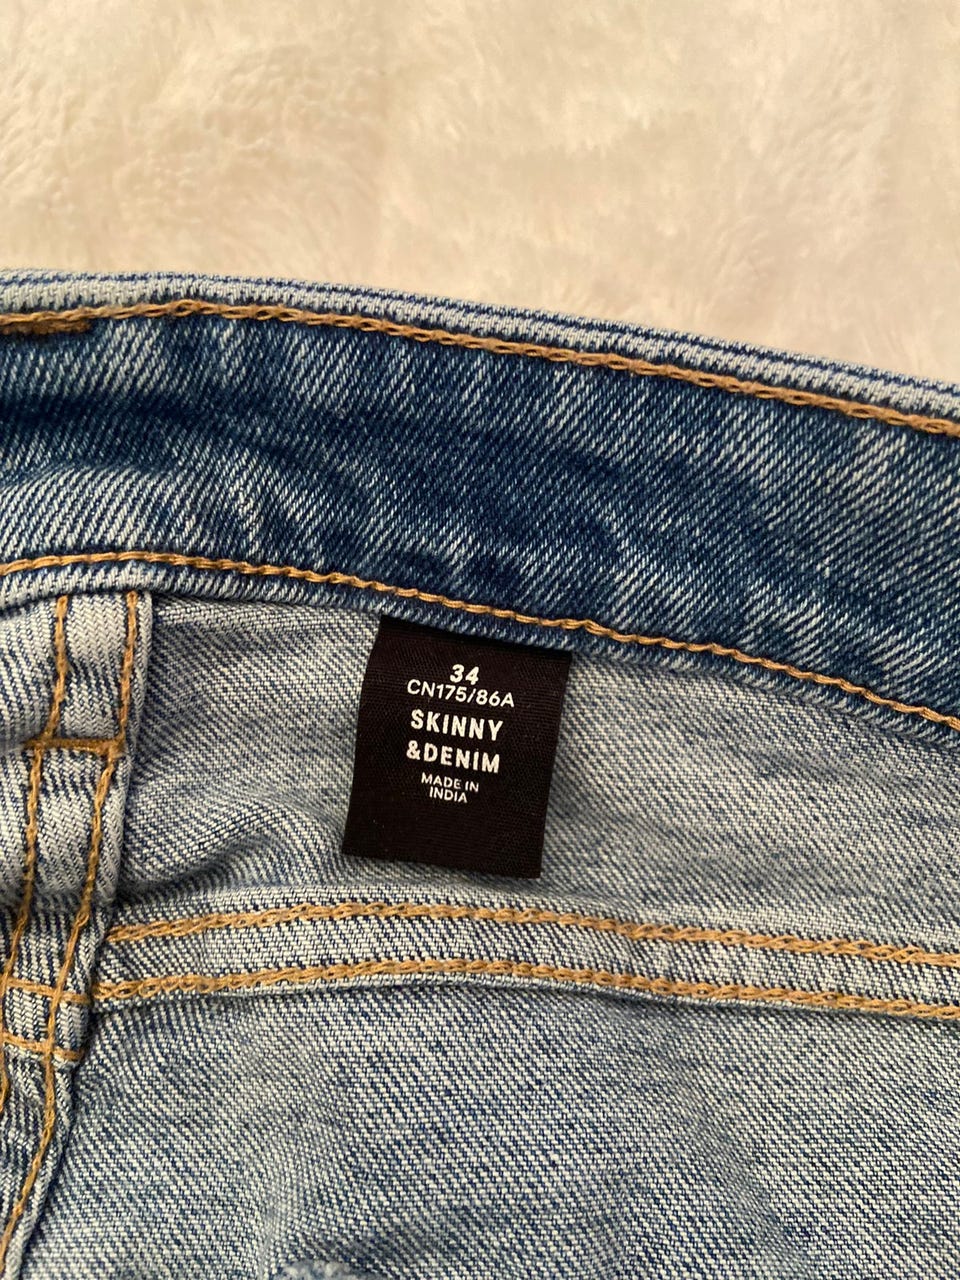 34
CN175/86A
SKINNY
&DENIM
MADE IN
INDIA